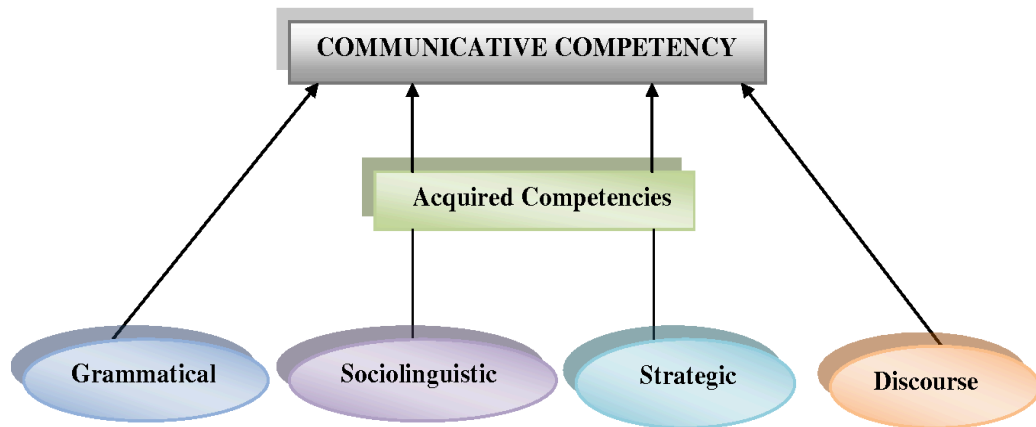 COMMUNICATIVE COMPETENCY
Acquired Competencies
Grammatical
Sociolinguistic
Strategic
Discourse